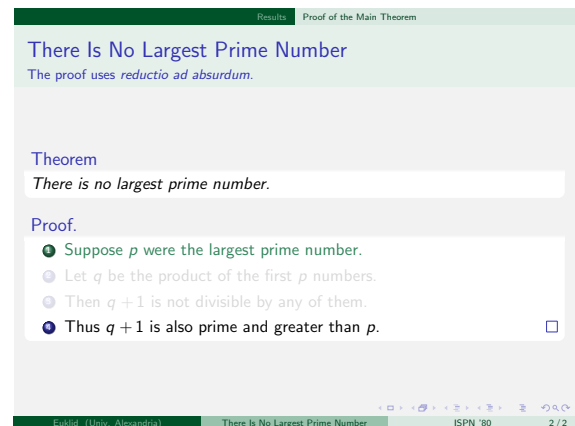 Results Proof of the Main Theorem
There Is No Largest Prime Number
The proof uses reductio ad absurdum.
Theorem
There is no largest prime number.
Proof.
1 Suppose p were the largest prime number.
2 Let q be the product of the first p numbers.
3 Then q + 1 is not divisible by any of them.
4 Thus q + 1 is also prime and greater than p.
Euklid (Univ. Alexandria) There Is No Largest Prime Number ISPN '80 2 / 2